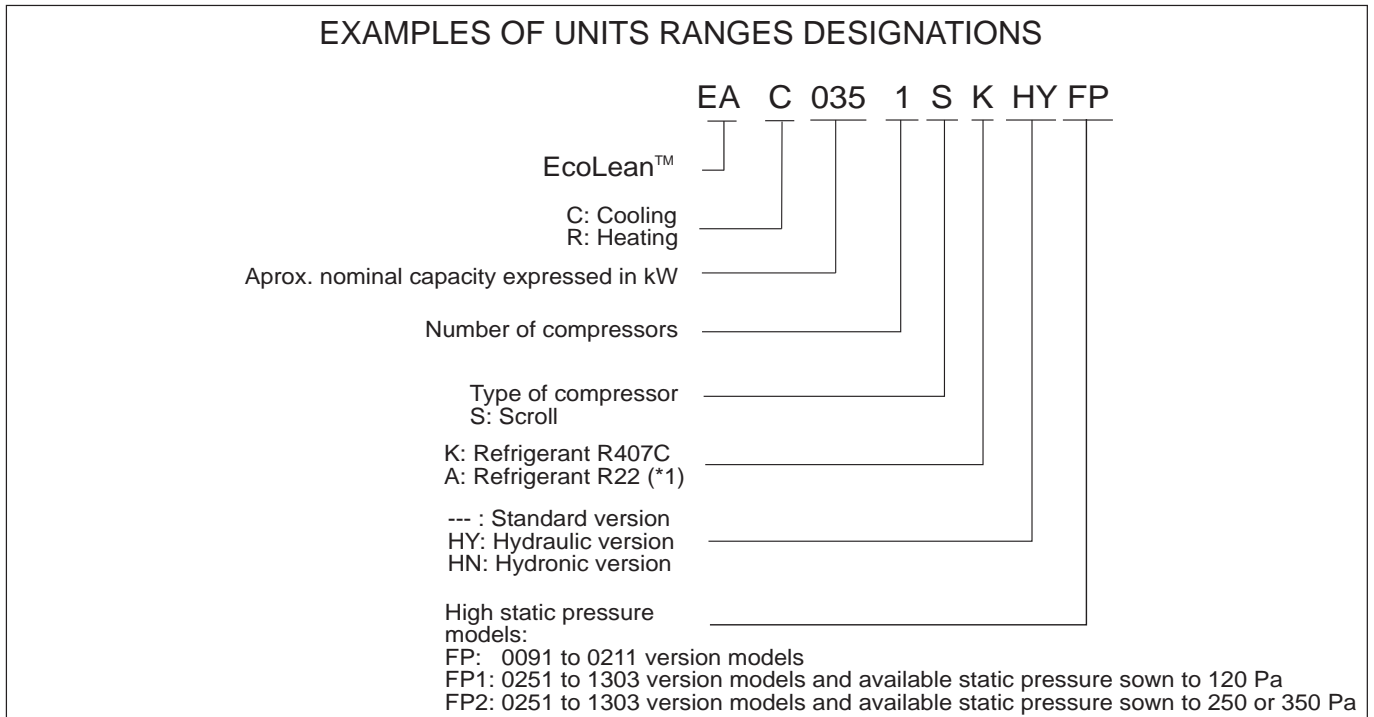 EXAMPLES OF UNITS RANGES DESIGNATIONS
EA C 035 1 S K HY FP
EcoLean™
C: Cooling
R: Heating
Aprox. nominal capacity expressed in kW
Number of compressors
Type of compressor
S: Scroll
K: Refrigerant R407C
A: Refrigerant R22 (*1)
--- : Standard version
HY: Hydraulic version
HN: Hydronic version
High static pressure
models:
FP: 0091 to 0211 version models
FP1: 0251 to 1303 version models and available static pressure sown to 120 Pa
FP2: 0251 to 1303 version models and available static pressure sown to 250 or 350 Pa